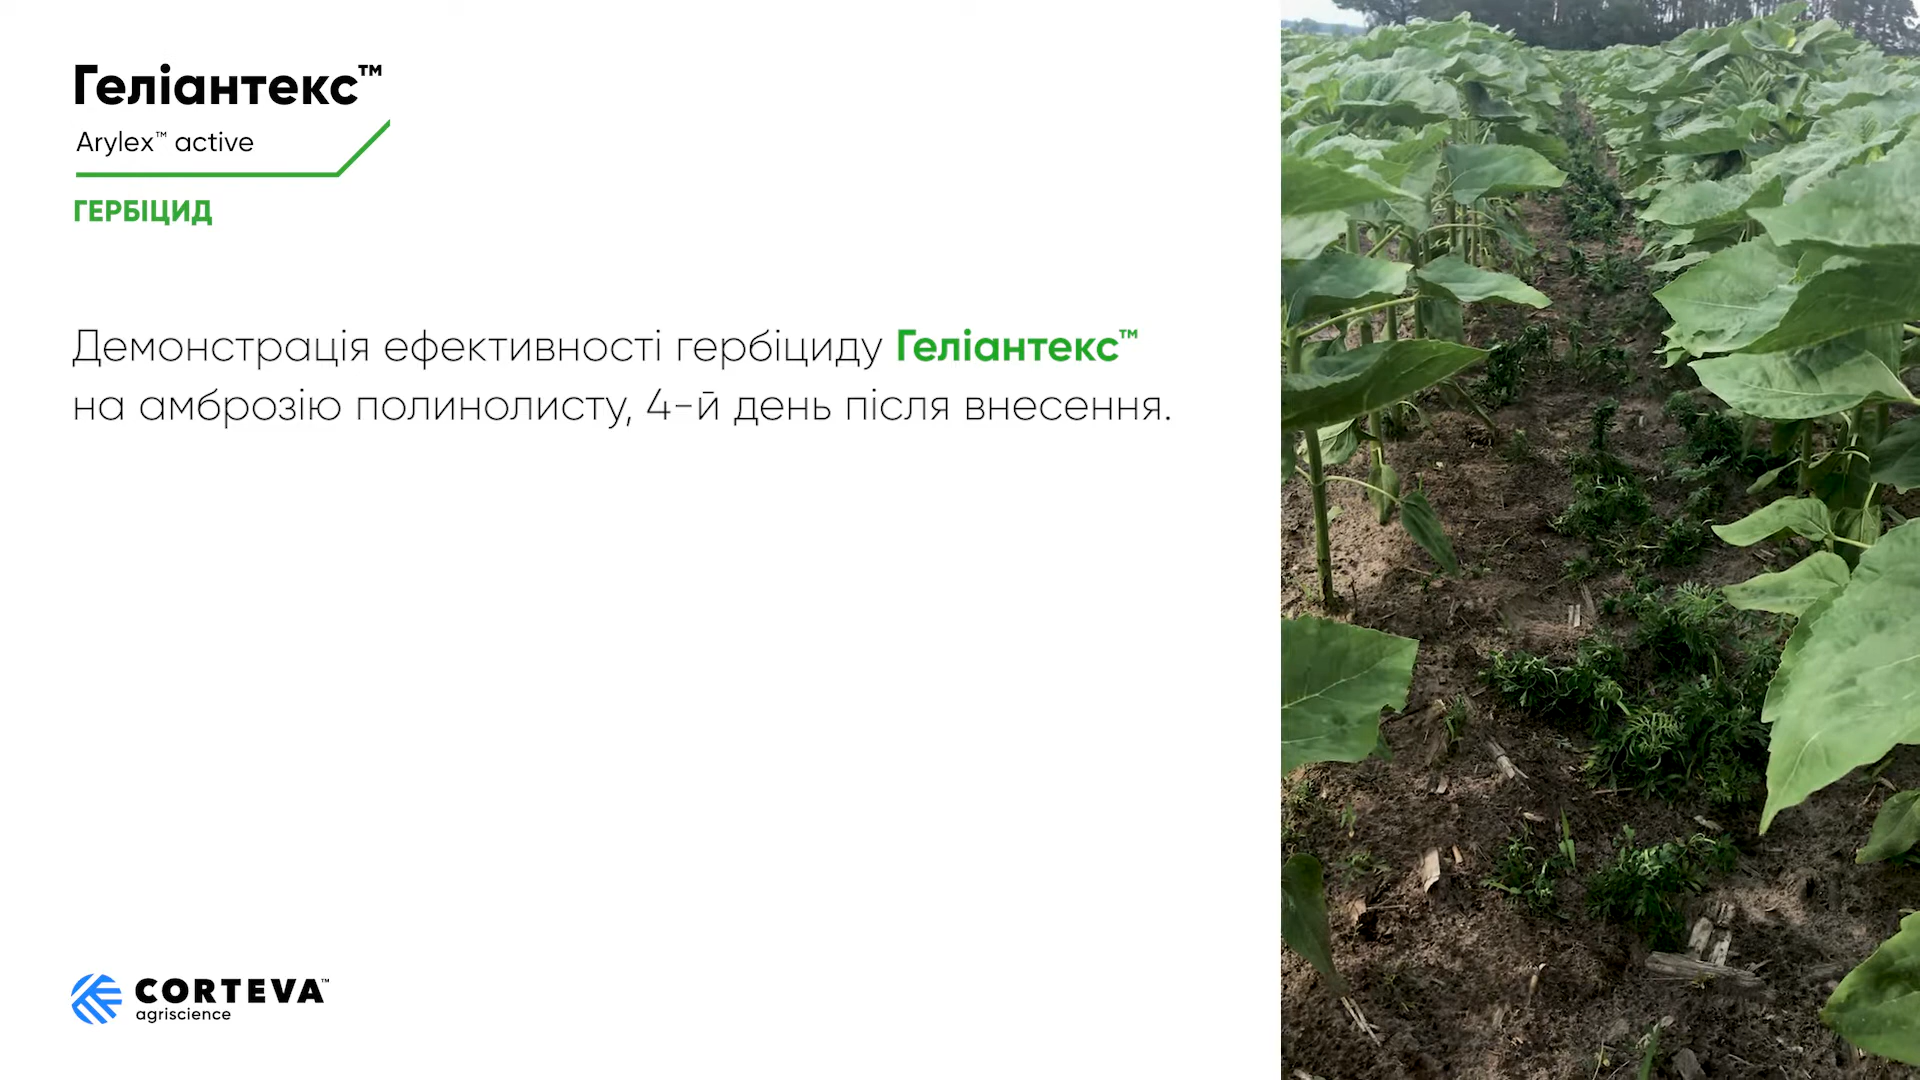 Геліантекс™
Arylex™ active
ГЕРБІЦИД
Демонстрація ефективності гербіциду Геліантекс™
на амброзію полинолисту, 4-й день після внесення.
CORTEVA™
agriscience